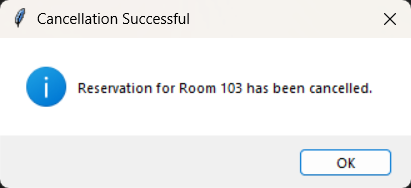 Cancellation Successful
Reservation for Room 103 has been cancelled.
OK